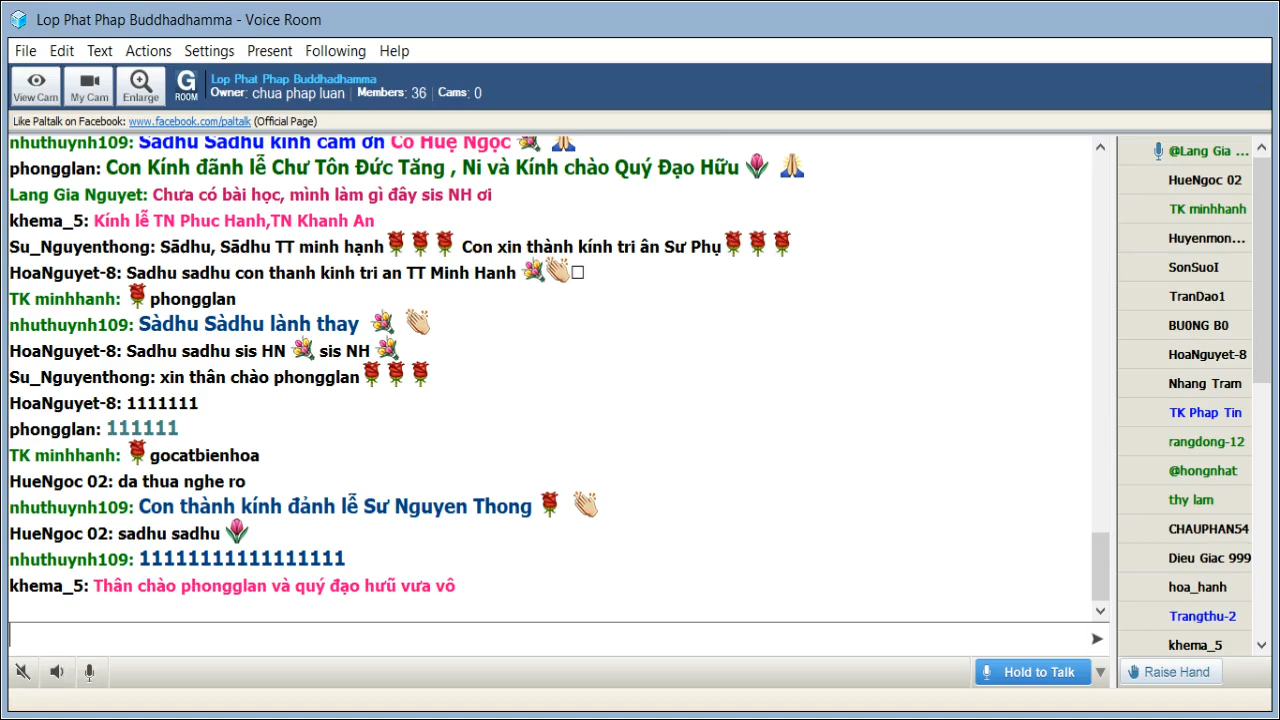 Lop Phat Phap Buddhadhamma - Voice Room
File Edit Text Actions Settings Present Following Help
View Cam My Cam Enlarge G ROOM
Lop Phat Phap Buddhadhamma
Owner: chua phap luan Members: 36 Cams: 0
Like Paltalk on Facebook: www.facebook.com/paltalk (Official Page)
nhuthuynh109: Sadhu Sadhu kính cảm ơn Cô Huệ Ngọc
phongglan: Con Kính đãnh lễ Chư Tôn Đức Tăng , Ni và Kính chào Quý Đạo Hữu
Lang Gia Nguyet: Chưa có bài học, mình làm gì đây sis NH ơi
khema_5: Kính lễ TN Phuc Hanh,TN Khanh An
Su_Nguyenthong: Sādhu, Sādhu TT minh hạnh Con xin thành kính tri ân Sư Phụ
HoaNguyet-8: Sadhu sadhu con thanh kinh tri an TT Minh Hanh
TK minhhanh: phongglan
nhuthuynh109: Sàdhu Sàdhu lành thay
HoaNguyet-8: Sadhu sadhu sis HN sis NH
Su_Nguyenthong: xin thân chào phongglan
HoaNguyet-8: 1111111
phongglan: 111111
TK minhhanh: gocatbienhoa
HueNgoc 02: da thua nghe ro
nhuthuynh109: Con thành kính đảnh lễ Sư Nguyen Thong
HueNgoc 02: sadhu sadhu
nhuthuynh109: 11111111111111111
khema_5: Thân chào phongglan và quý đạo hưũ vưa vô
@Lang Gia ...
HueNgoc 02
TK minhhanh
Huyenmon...
SonSuoI
TranDao1
BU0NG B0
HoaNguyet-8
Nhang Tram
TK Phap Tin
rangdong-12
@hongnhat
thy lam
CHAUPHAN54
Dieu Giac 999
hoa_hanh
Trangthu-2
khema_5
Hold to Talk
Raise Hand